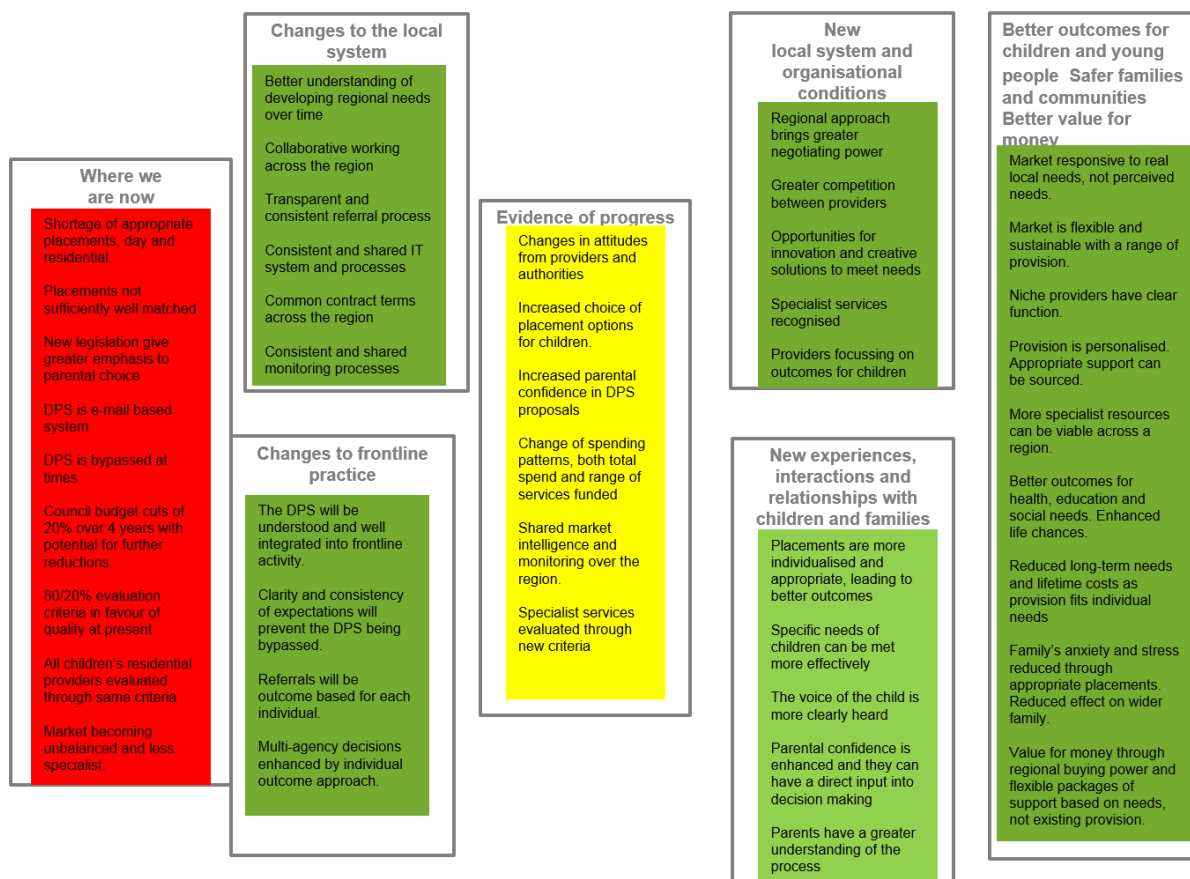 Where we
are now
Shortage of appropriate
placements, day and
residential.
Placements not
sufficiently well matched
New legislation give
greater emphasis to
parental choice
DPS is e-mail based
system
DPS is bypassed at
times
Council budget cuts of
20% over 4 years with
potential for further
reductions.
80/20% evaluation
criteria in favour of
quality at present
All children's residential
providers evaluated
through same criteria
Market becoming
unbalanced and less
specialist.
Changes to the local
system
Better understanding of
developing regional needs
over time
Collaborative working
across the region
Transparent and
consistent referral process
Consistent and shared IT
system and processes
Common contract terms
across the region
Consistent and shared
monitoring processes
Changes to frontline
practice
The DPS will be
understood and well
integrated into frontline
activity.
Clarity and consistency
of expectations will
prevent the DPS being
bypassed.
Referrals will be
outcome based for each
individual.
Multi-agency decisions
enhanced by individual
outcome approach.
Evidence of progress
Changes in attitudes
from providers and
authorities
Increased choice of
placement options
for children.
Increased parental
confidence in DPS
proposals
Change of spending
patterns, both total
spend and range of
services funded
Shared market
intelligence and
monitoring over the
region.
Specialist services
evaluated through
new criteria
New
local system and
organisational
conditions
Regional approach
brings greater
negotiating power
Greater competition
between providers
Opportunities for
innovation and creative
solutions to meet needs
Specialist services
recognised
Providers focussing on
outcomes for children
New experiences,
interactions and
relationships with
children and families
Placements are more
individualised and
appropriate, leading to
better outcomes
Specific needs of
children can be met
more effectively
The voice of the child is
more clearly heard
Parental confidence is
enhanced and they can
have a direct input into
decision making
Parents have a greater
understanding of the
process
Better outcomes for
children and young
people Safer families
and communities
Better value for
money
Market responsive to real
local needs, not perceived
needs.
Market is flexible and
sustainable with a range of
provision.
Niche providers have clear
function.
Provision is personalised.
Appropriate support can
be sourced.
More specialist resources
can be viable across a
region.
Better outcomes for
health, education and
social needs. Enhanced
life chances.
Reduced long-term needs
and lifetime costs as
provision fits individual
needs
Family's anxiety and stress
reduced through
appropriate placements.
Reduced effect on wider
family.
Value for money through
regional buying power and
flexible packages of
support based on needs,
not existing provision.